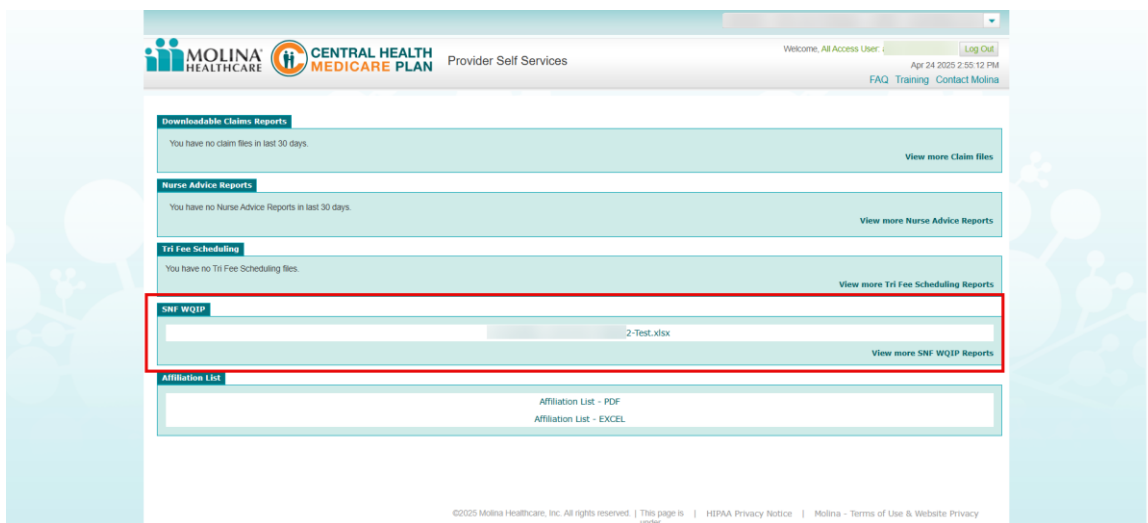 MOLINA
HEALTHCARE
CENTRAL HEALTH
MEDICARE PLAN
Provider Self Services
Welcome, All Access User:
Log Out
Apr 24 2025 2:55:12 PM
FAQ Training Contact Molina
Downloadable Claims Reports
You have no claim files in last 30 days.
View more Claim files
Nurse Advice Reports
You have no Nurse Advice Reports in last 30 days.
View more Nurse Advice Reports
Tri Fee Scheduling
You have no Tri Fee Scheduling files.
View more Tri Fee Scheduling Reports
SNF WQIP
2-Test.xlsx
View more SNF WQIP Reports
Affiliation List
Affiliation List - PDF
Affiliation List - EXCEL
©2025 Molina Healthcare, Inc. All rights reserved. | This page is | HIPAA Privacy Notice | Molina - Terms of Use & Website Privacy
under